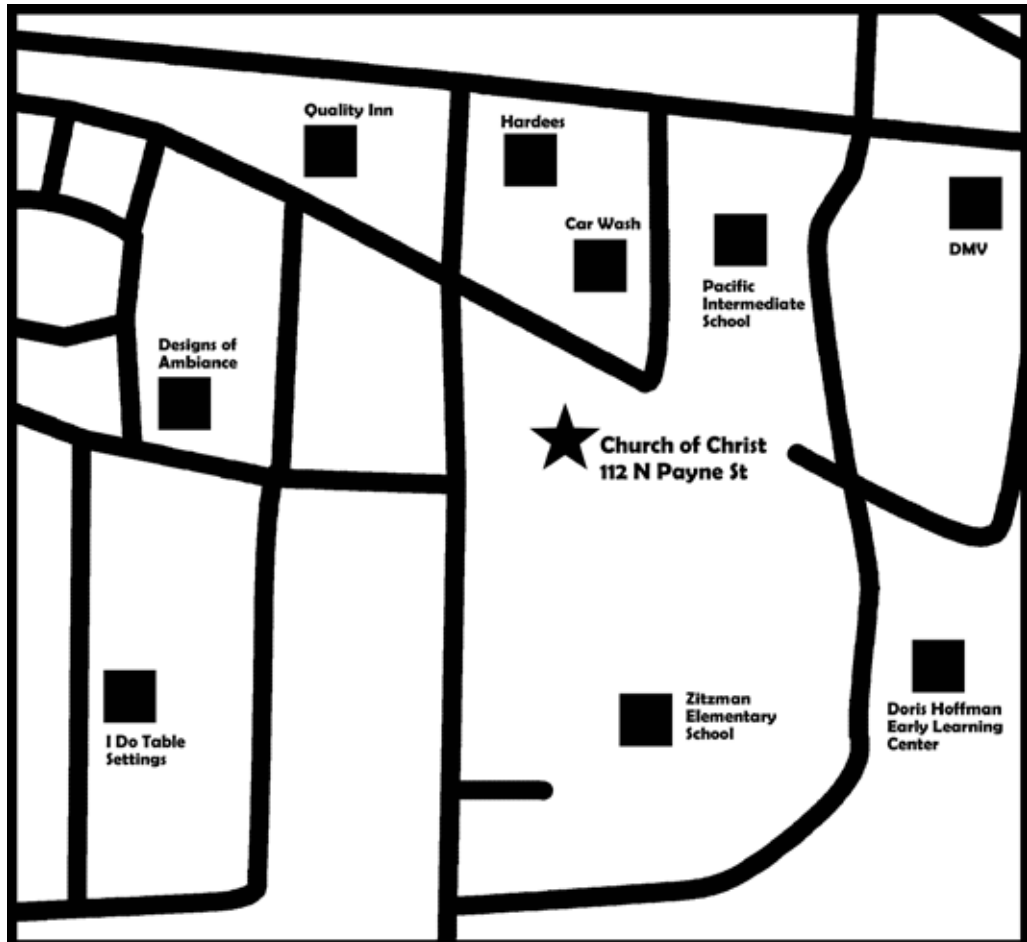 Quality Inn
Hardees
Car Wash
DMV
Pacific
Intermediate
School
Designs of
Ambiance
Church of Christ
112 N Payne St
Zitzman
Elementary
School
Doris Hoffman
Early Learning
Center
I Do Table
Settings